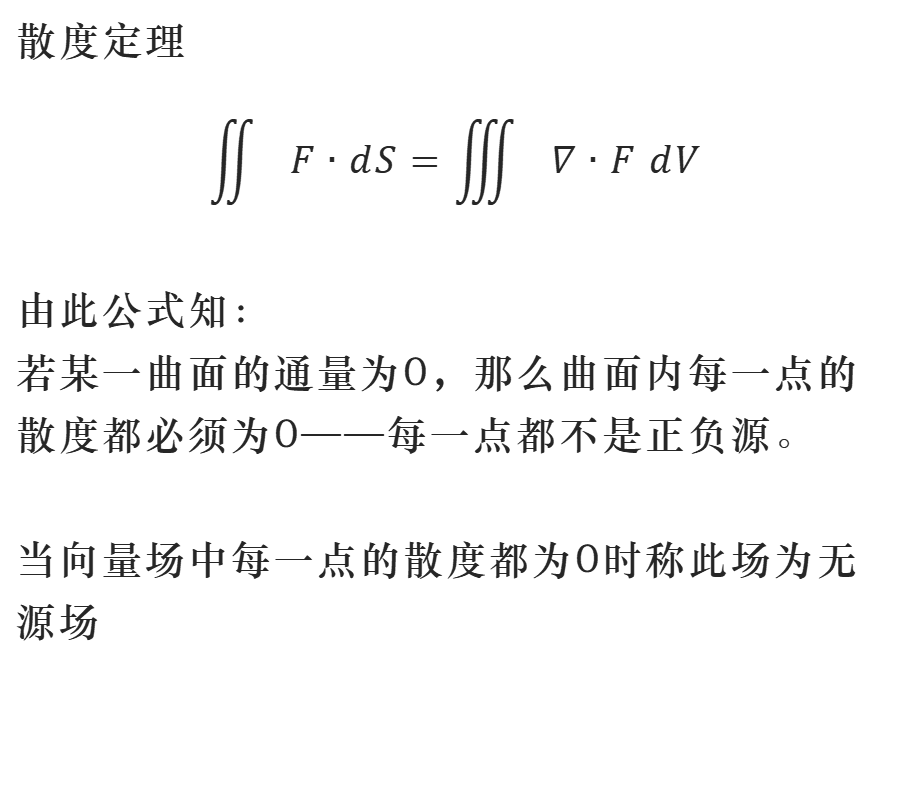 散度定理
∬ F · dS = ∭ ∇ · F dV
由此公式知：
若某一曲面的通量为0，那么曲面内每一点的
散度都必须为0——每一点都不是正负源。
当向量场中每一点的散度都为0时称此场为无
源场